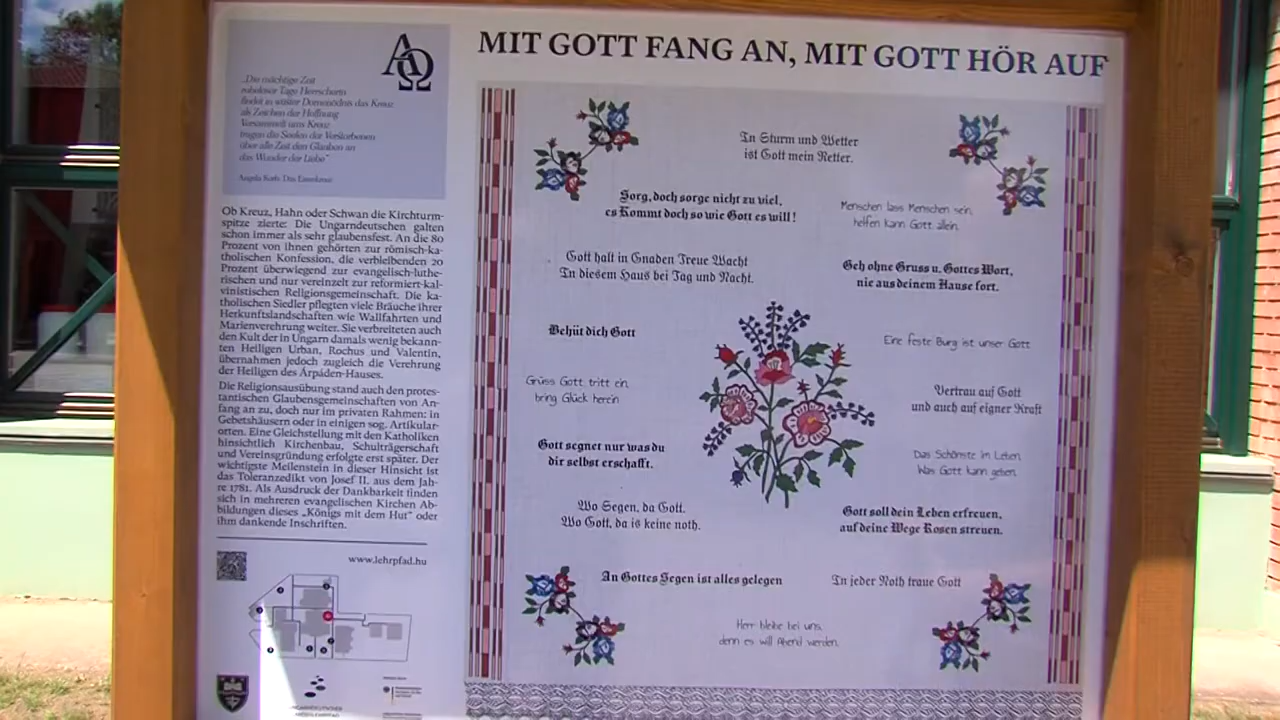 MIT GOTT FANG AN, MIT GOTT HÖR AUF
ΑΩ
„Die mächtige Zeit
ruheloser Tage Herrscherin
findet in wüster Dornenödnis das Kreuz
als Zeichen der Hoffnung
Versammelt ums Kreuz
trugen die Seelen der Verstorbenen
über alle Zeit den Glauben an
das Wunder der Liebe"
Angela Korb: Das Eisenkreuz
Ob Kreuz, Hahn oder Schwan die Kirchturm-
spitze zierte: Die Ungarndeutschen galten
schon immer als sehr glaubensfest. An die 80
Prozent von ihnen gehörten zur römisch-ka-
tholischen Konfession, die verbleibenden 20
Prozent überwiegend zur evangelisch-luthe-
rischen und nur vereinzelt zur reformiert-kal-
vinistischen Religionsgemeinschaft. Die ka-
tholischen Siedler pflegten viele Bräuche ihrer
Herkunftslandschaften wie Wallfahrten und
Marienverehrung weiter. Sie verbreiteten auch
den Kult der in Ungarn damals wenig bekann-
ten Heiligen Urban, Rochus und Valentin,
übernahmen jedoch zugleich die Verehrung
der Heiligen des Árpáden-Hauses.
Die Religionsausübung stand auch den protes-
tantischen Glaubensgemeinschaften von An-
fang an zu, doch nur im privaten Rahmen: in
Gebetshäusern oder in einigen sog. Artikular-
orten. Eine Gleichstellung mit den Katholiken
hinsichtlich Kirchenbau, Schulträgerschaft
und Vereinsgründung erfolgte erst später. Der
wichtigste Meilenstein in dieser Hinsicht ist
das Toleranzedikt von Josef II. aus dem Jah-
re 1781. Als Ausdruck der Dankbarkeit finden
sich in mehreren evangelischen Kirchen Ab-
bildungen dieses „Königs mit dem Hut" oder
ihm dankende Inschriften.
www.lehrpfad.hu
In Sturm und Wetter
ist Gott mein Retter.
Sorg, doch sorge nicht zu viel,
es Kommt doch so wie Gott es will!
Menschen lass Menschen sein,
helfen kann Gott allein.
Gott halt in Gnaden Treue Wacht
In diesem Haus bei Tag und Nacht.
Geh ohne Gruss u. Gottes Wort,
nie aus deinem Hause fort.
Behüt dich Gott
Eine feste Burg ist unser Gott
Grüss Gott, tritt ein,
bring Glück herein
Vertrau auf Gott
und auch auf eigner Kraft
Gott segnet nur was du
dir selbst erschafft.
Das Schönste im Leben,
Was Gott kann geben.
Wo Segen, da Gott.
Wo Gott, da is keine noth.
Gott soll dein Leben erfreuen,
auf deine Wege Rosen streuen.
An Gottes Segen ist alles gelegen
In jeder Noth traue Gott
Herr bleibe bei uns,
denn es will Abend werden.